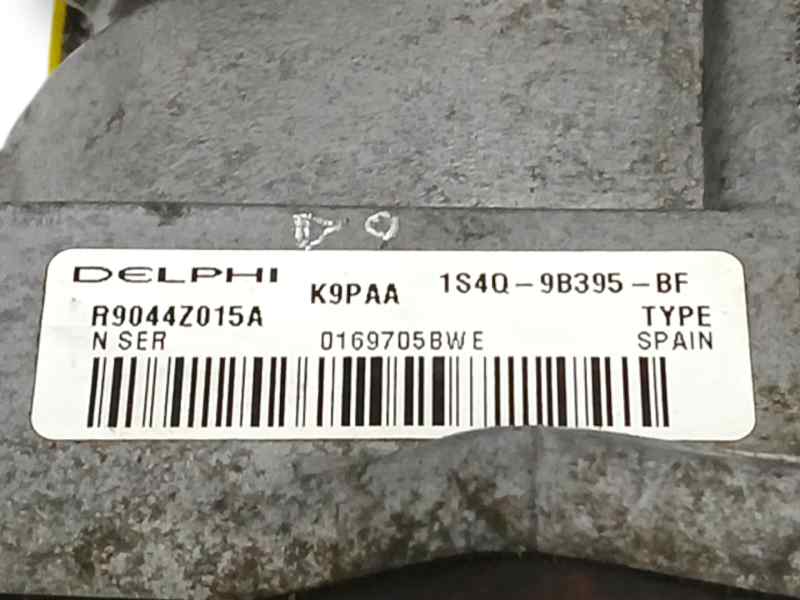 DELPHI K9PAA 1S4Q-9B395-BF
R9044Z015A TYPE
N SER 0169705BWE SPAIN